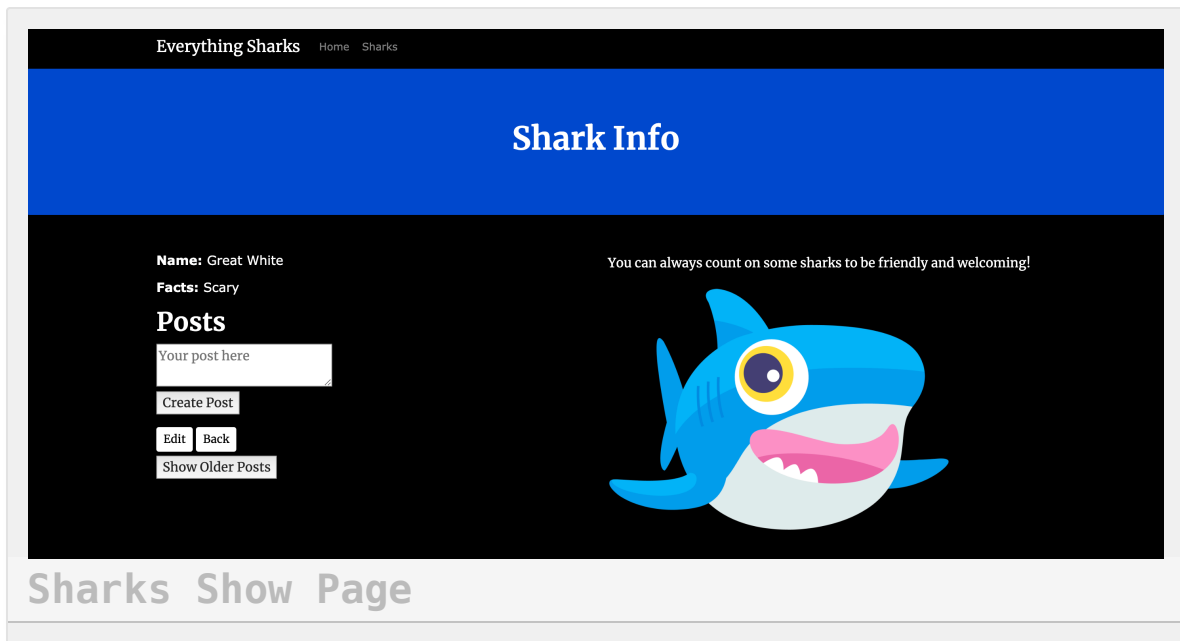 Everything Sharks Home Sharks
Shark Info
Name: Great White
Facts: Scary
Posts
Your post here
Create Post
Edit Back
Show Older Posts
You can always count on some sharks to be friendly and welcoming!
Sharks Show Page